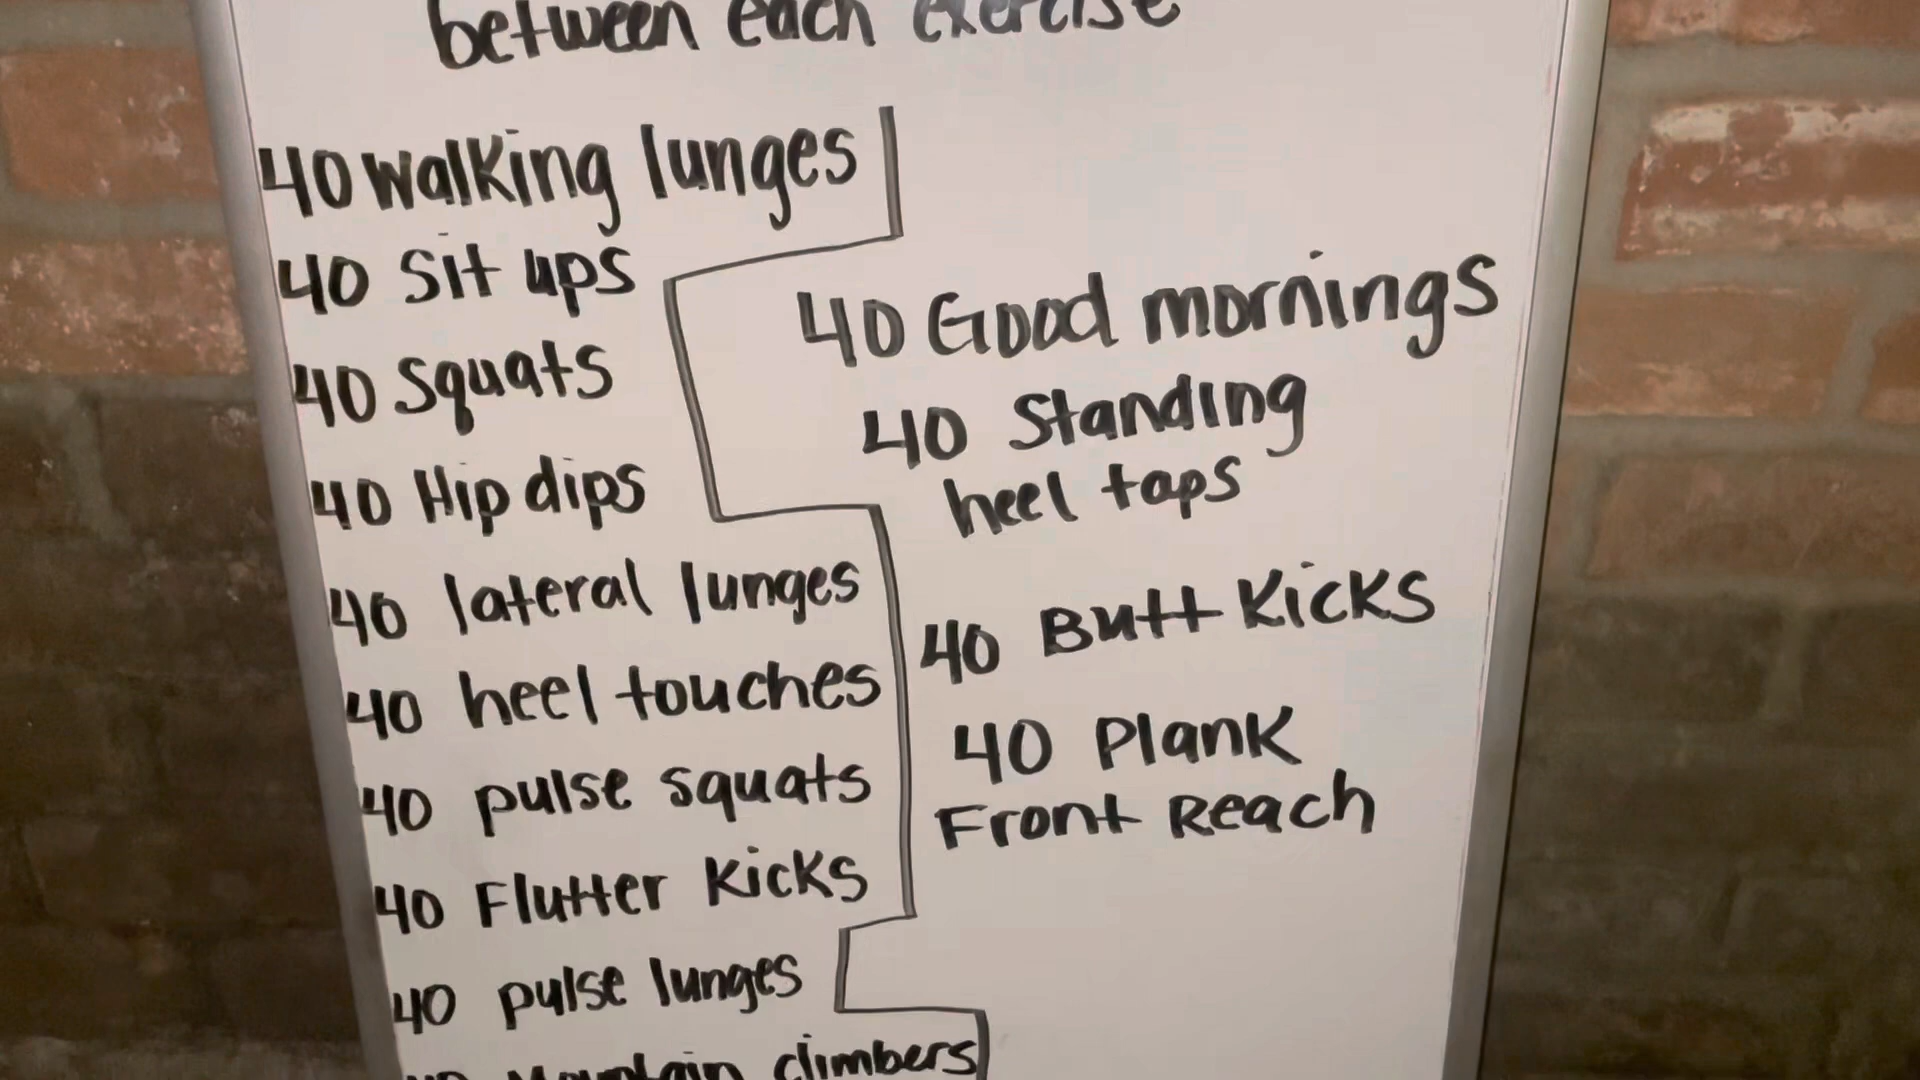 between each exercise
40 walking lunges
40 Sit ups
40 Squats
40 Hip dips
40 lateral lunges
40 heel touches
40 pulse squats
40 Flutter Kicks
40 pulse lunges
40 Mountain climbers
40 Good mornings
40 Standing
heel taps
40 Butt Kicks
40 Plank
Front Reach